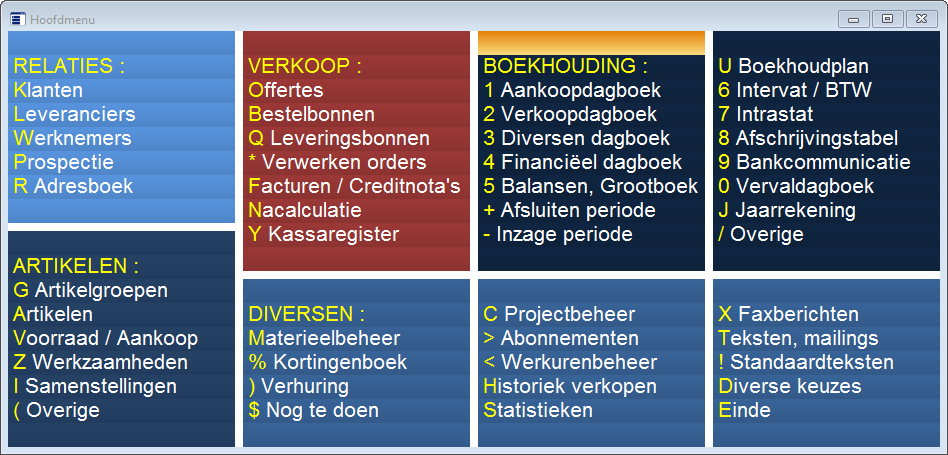 Hoofdmenu
RELATIES :
Klanten
Leveranciers
Werknemers
Prospectie
R Adresboek
ARTIKELEN :
G Artikelgroepen
Artikelen
Voorraad / Aankoop
Z Werkzaamheden
I Samenstellingen
( Overige
VERKOOP :
Offertes
Bestelbonnen
Q Leveringsbonnen
* Verwerken orders
Facturen / Creditnota's
Nacalculatie
Y Kassaregister
BOEKHOUDING :
1 Aankoopdagboek
2 Verkoopdagboek
3 Diversen dagboek
4 Financiëel dagboek
5 Balansen, Grootboek
+ Afsluiten periode
- Inzage periode
U Boekhoudplan
6 Intervat / BTW
7 Intrastat
8 Afschrijvingstabel
9 Bankcommunicatie
0 Vervaldagboek
J Jaarrekening
/ Overige
DIVERSEN :
Materieelbeheer
% Kortingenboek
) Verhuring
$ Nog te doen
C Projectbeheer
> Abonnementen
< Werkurenbeheer
Historiek verkopen
Statistieken
X Faxberichten
Teksten, mailings
! Standaardteksten
Diverse keuzes
Einde